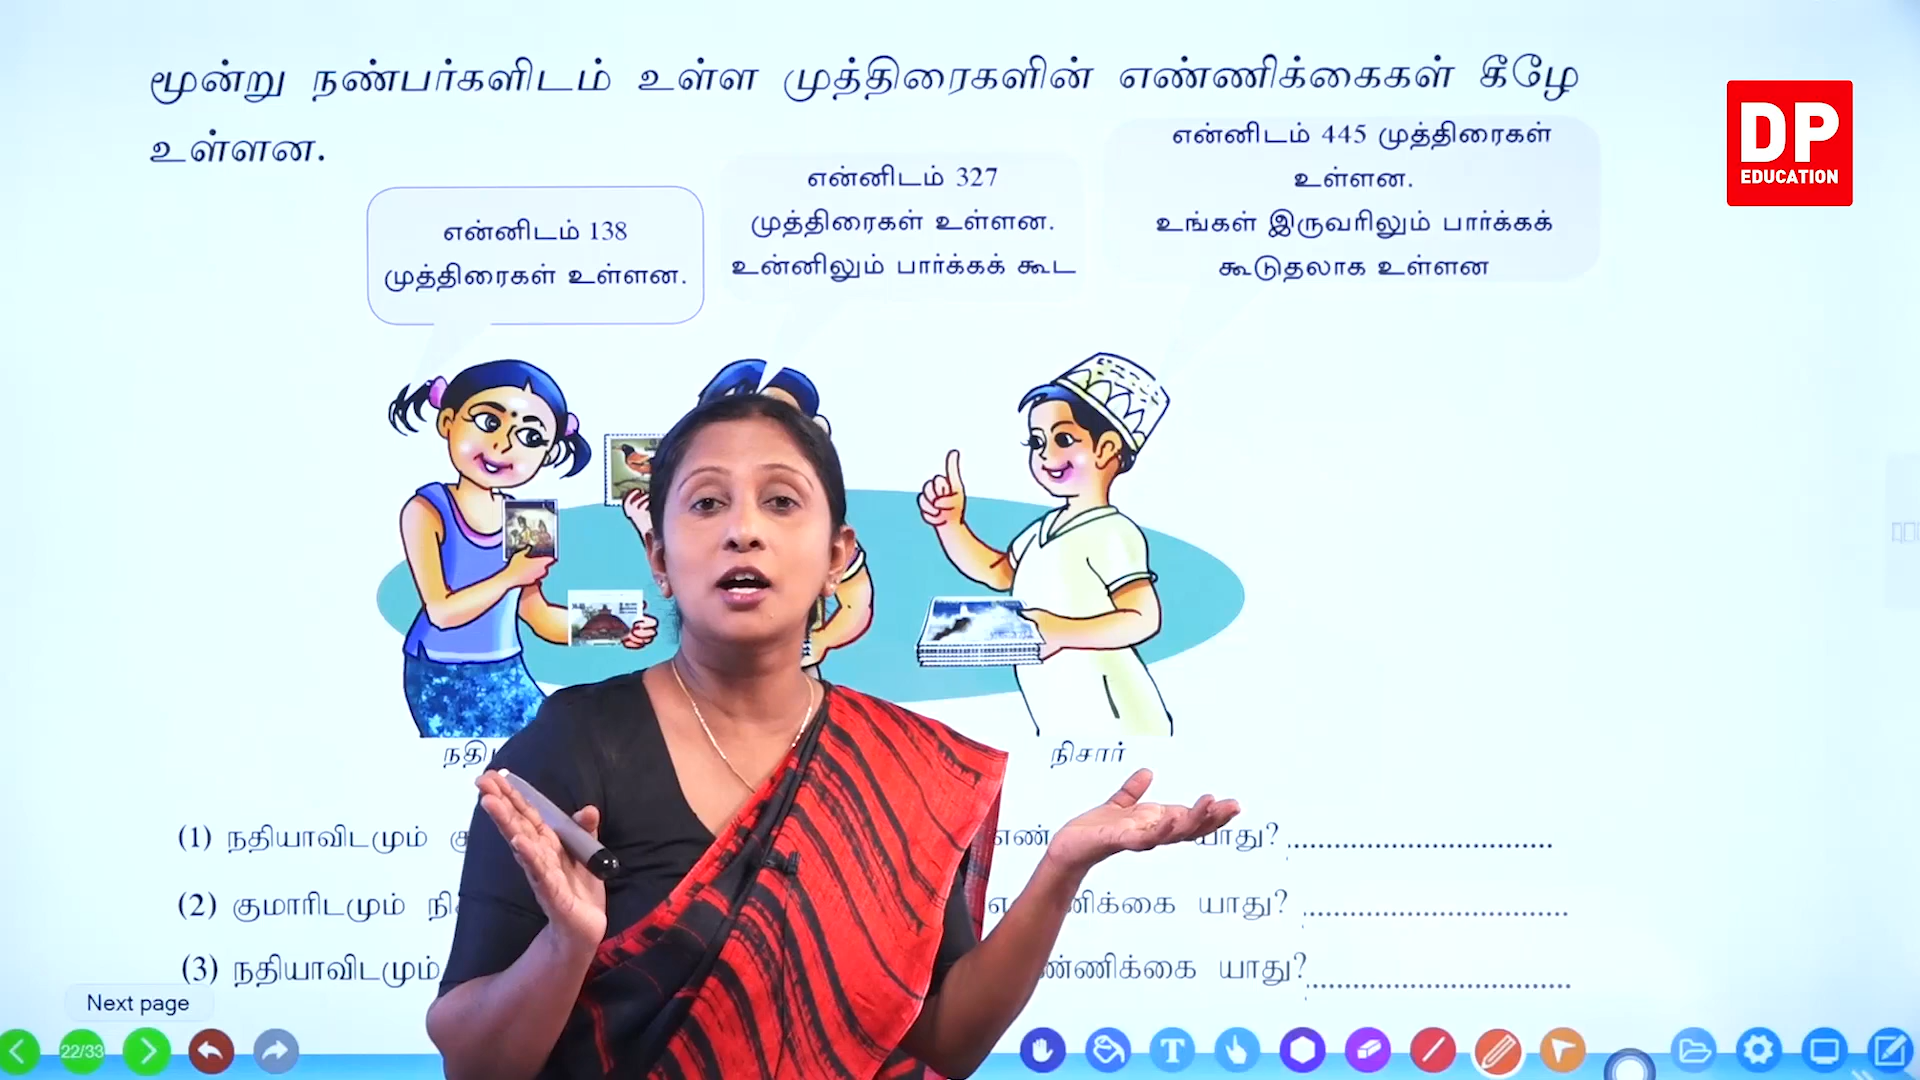 மூன்று நண்பர்களிடம் உள்ள முத்திரைகளின் எண்ணிக்கைகள் கீழே
உள்ளன.
என்னிடம் 138
முத்திரைகள் உள்ளன.
என்னிடம் 327
முத்திரைகள் உள்ளன.
உன்னிலும் பார்க்கக் கூட
என்னிடம் 445 முத்திரைகள்
உள்ளன.
உங்கள் இருவரிலும் பார்க்கக்
கூடுதலாக உள்ளன
DP
EDUCATION
நிசார்
(1) நதியாவிடமும் யாது? ....................
(2) குமாரிடமும் யாது? ....................
(3) நதியாவிடமும் யாது? ....................
Next page
22/33